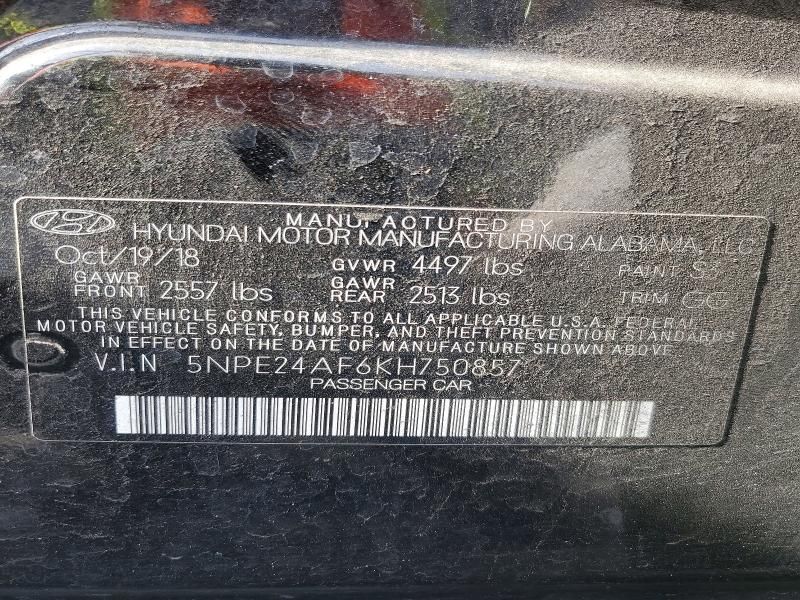 MANUFACTURED BY
HYUNDAI MOTOR MANUFACTURING ALABAMA, LLC
Oct/19/18 GVWR 4497 lbs PAINT
GAWR FRONT 2557 lbs GAWR REAR 2513 lbs TRIM GG
THIS VEHICLE CONFORMS TO ALL APPLICABLE U.S.A. FEDERAL
MOTOR VEHICLE SAFETY, BUMPER, AND THEFT PREVENTION STANDARDS
IN EFFECT ON THE DATE OF MANUFACTURE SHOWN ABOVE
V.I.N 5NPE24AF6KH750857
PASSENGER CAR